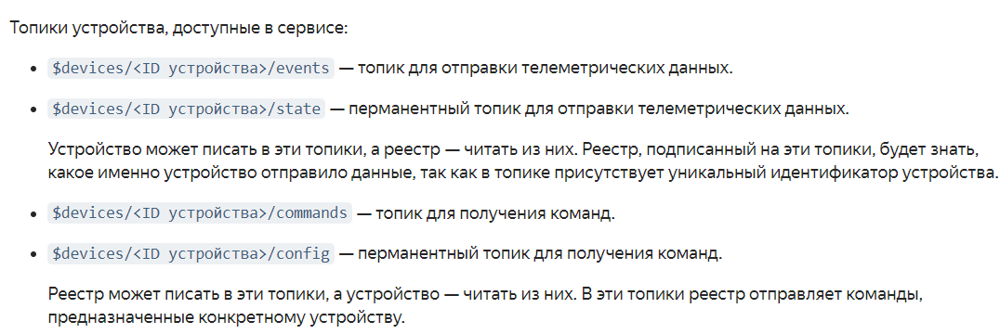 Топики устройства, доступные в сервисе:
• $devices/<ID устройства>/events — топик для отправки телеметрических данных.
• $devices/<ID устройства>/state — перманентный топик для отправки телеметрических данных.
Устройство может писать в эти топики, а реестр — читать из них. Реестр, подписанный на эти топики, будет знать,
какое именно устройство отправило данные, так как в топике присутствует уникальный идентификатор устройства.
• $devices/<ID устройства>/commands — топик для получения команд.
• $devices/<ID устройства>/config — перманентный топик для получения команд.
Реестр может писать в эти топики, а устройство — читать из них. В эти топики реестр отправляет команды,
предназначенные конкретному устройству.